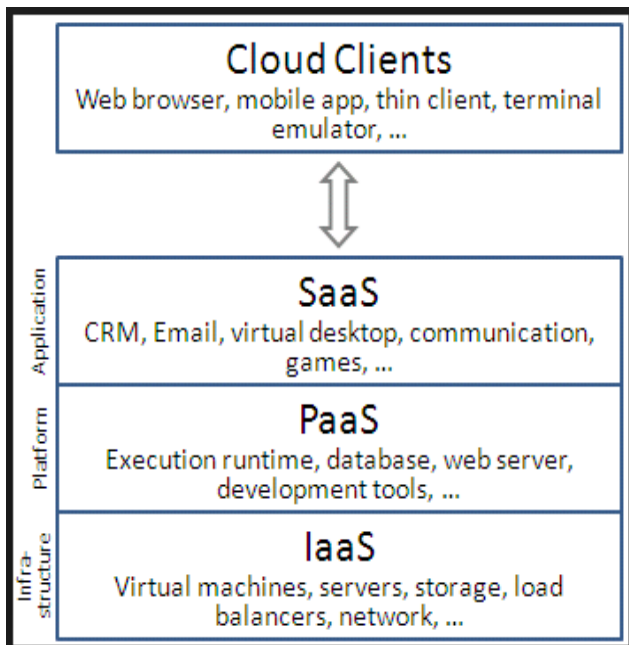 Cloud Clients
Web browser, mobile app, thin client, terminal
emulator, ...
Application
SaaS
CRM, Email, virtual desktop, communication,
games, ...
Platform
PaaS
Execution runtime, database, web server,
development tools, ...
Infra-
structure
IaaS
Virtual machines, servers, storage, load
balancers, network, ...